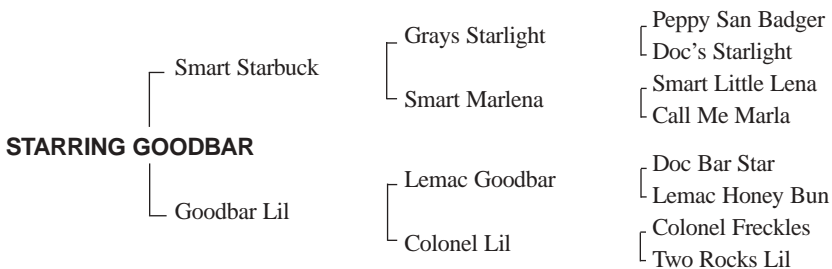 Peppy San Badger
Grays Starlight
Doc's Starlight
Smart Starbuck
Smart Little Lena
Smart Marlena
Call Me Marla
STARRING GOODBAR
Doc Bar Star
Lemac Goodbar
Lemac Honey Bun
Goodbar Lil
Colonel Freckles
Colonel Lil
Two Rocks Lil